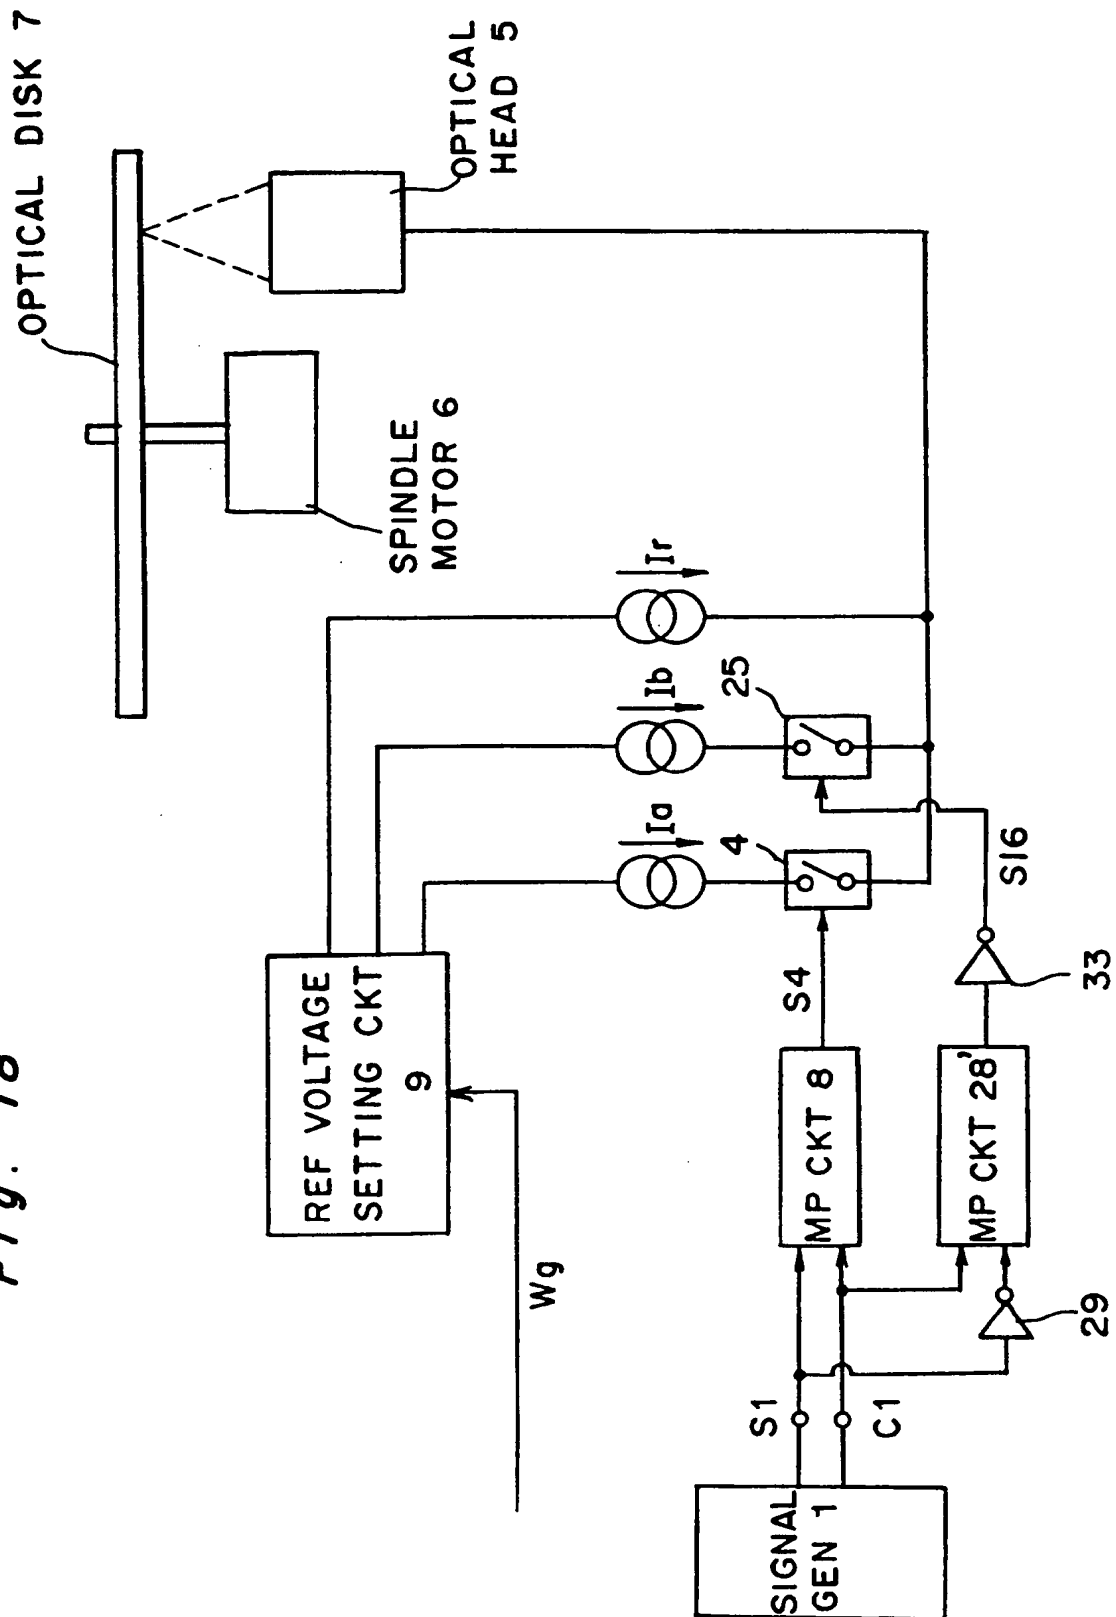 OPTICAL DISK 7
OPTICAL
HEAD 5
SPINDLE
MOTOR 6
Ir
Ib
Ia
25
4
S16
S4
33
REF VOLTAGE
SETTING CKT
9
MP CKT 8
MP CKT 28'
Wg
29
S1
C1
SIGNAL
GEN 1